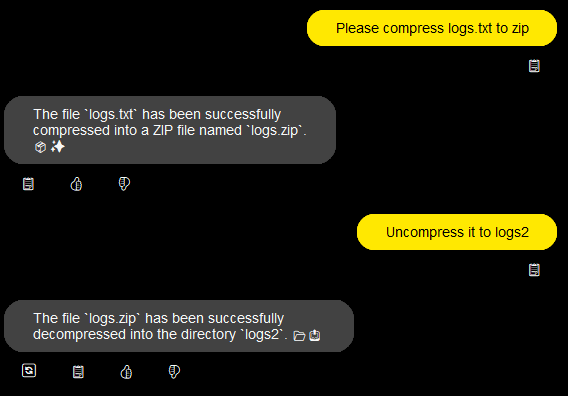 Please compress logs.txt to zip
The file `logs.txt` has been successfully
compressed into a ZIP file named `logs.zip`.
📦✨
Uncompress it to logs2
The file `logs.zip` has been successfully
decompressed into the directory `logs2`. 📂📥